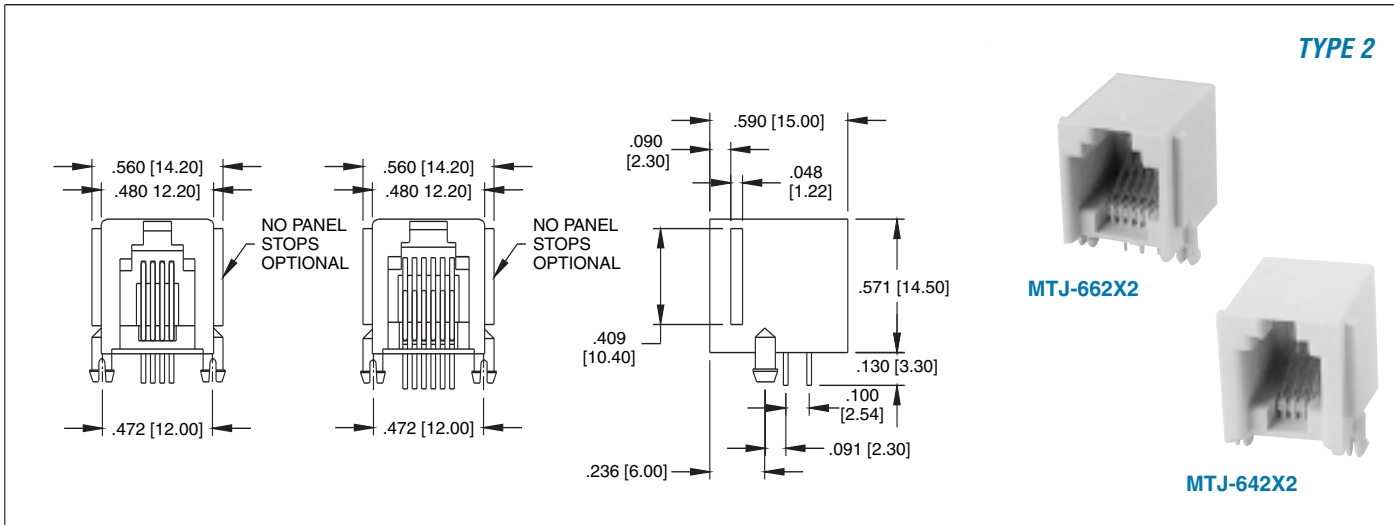 TYPE 2
.560 [14.20]
.480 12.20]
NO PANEL
STOPS
OPTIONAL
.472 [12.00]
.560 [14.20]
.480 12.20]
NO PANEL
STOPS
OPTIONAL
.472 [12.00]
.590 [15.00]
.090
[2.30]
.048
[1.22]
.571 [14.50]
.409
[10.40]
.130 [3.30]
.100
[2.54]
.091 [2.30]
.236 [6.00]
MTJ-662X2
MTJ-642X2